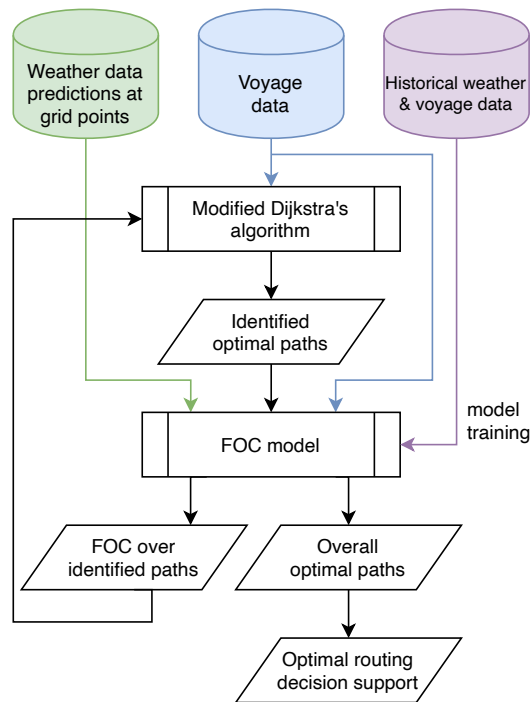 Weather data
predictions at
grid points
Voyage
data
Historical weather
& voyage data
Modified Dijkstra's
algorithm
Identified
optimal paths
model
training
FOC model
FOC over
identified paths
Overall
optimal paths
Optimal routing
decision support